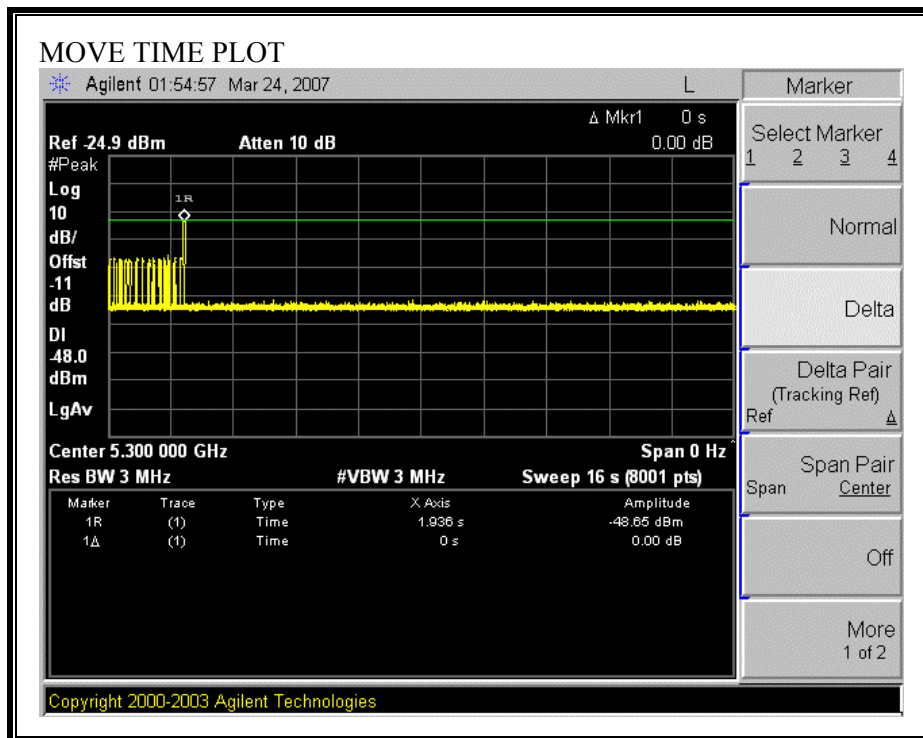 MOVE TIME PLOT
Agilent 01:54:57 Mar 24, 2007 L
Δ Mkr1 0 s
Ref -24.9 dBm Atten 10 dB 0.00 dB
#Peak
Log
10
dB/
Offst
-11
dB
DI
-48.0
dBm
LgAv
1R
Center 5.300 000 GHz Span 0 Hz
Res BW 3 MHz #VBW 3 MHz Sweep 16 s (8001 pts)
Marker Trace Type X Axis Amplitude
1R (1) Time 1.936 s -48.65 dBm
1Δ (1) Time 0 s 0.00 dB
Copyright 2000-2003 Agilent Technologies
Marker
Select Marker
1 2 3 4
Normal
Delta
Delta Pair
(Tracking Ref)
Ref Δ
Span Pair
Span Center
Off
More
1 of 2